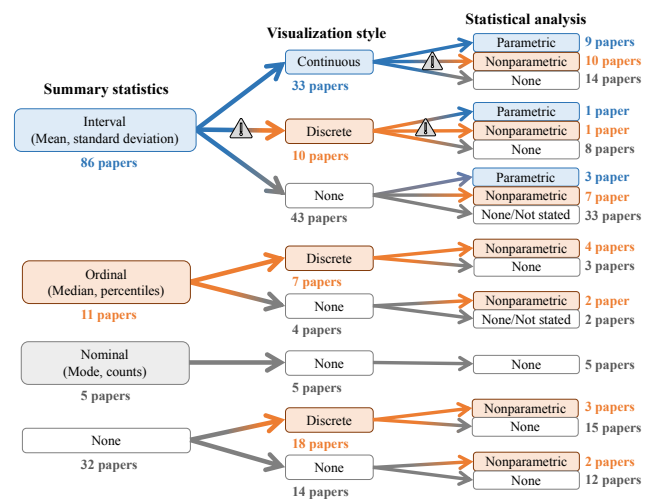 Summary statistics
Visualization style
Statistical analysis
Interval
(Mean, standard deviation)
86 papers
Continuous
33 papers
Parametric
9 papers
Nonparametric
10 papers
None
14 papers
Discrete
10 papers
Parametric
1 paper
Nonparametric
1 paper
None
8 papers
None
43 papers
Parametric
3 paper
Nonparametric
7 paper
None/Not stated
33 papers
Ordinal
(Median, percentiles)
11 papers
Discrete
7 papers
Nonparametric
4 papers
None
3 papers
None
4 papers
Nonparametric
2 paper
None/Not stated
2 papers
Nominal
(Mode, counts)
5 papers
None
5 papers
None
5 papers
None
32 papers
Discrete
18 papers
Nonparametric
3 papers
None
15 papers
None
14 papers
Nonparametric
2 papers
None
12 papers